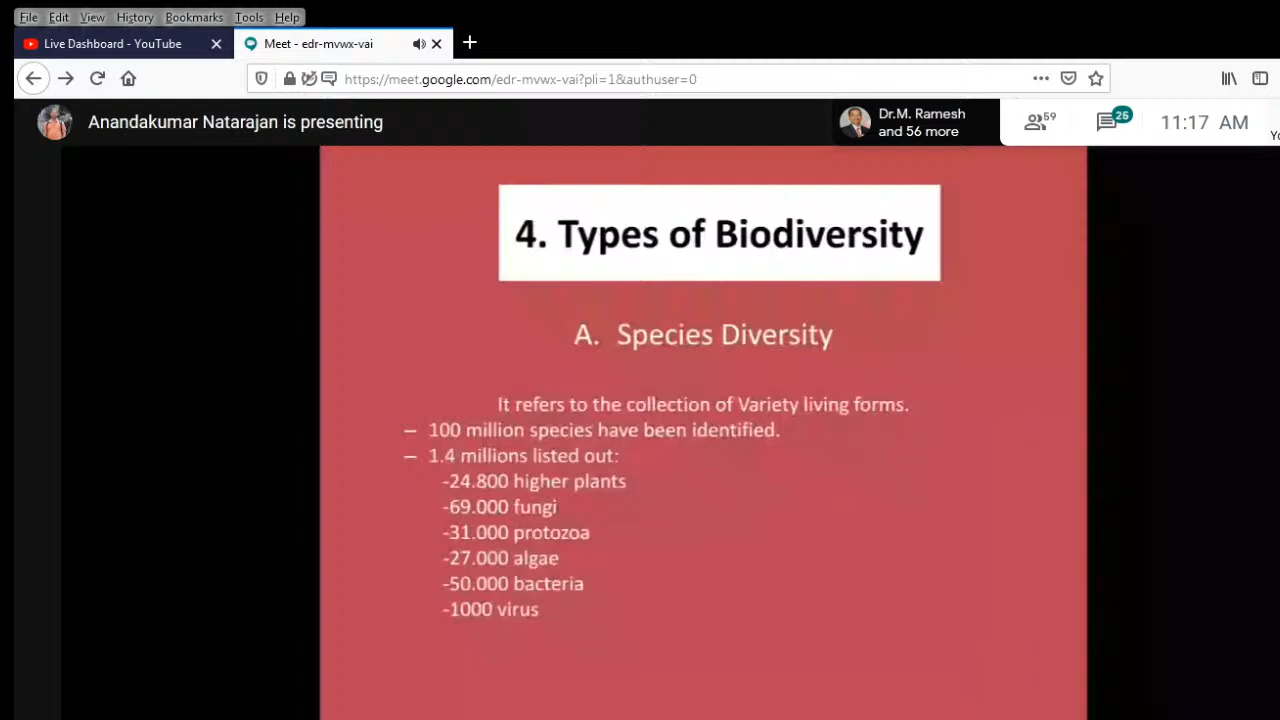 File Edit View History Bookmarks Tools Help
Live Dashboard - YouTube
Meet - edr-mvwx-vai
https://meet.google.com/edr-mvwx-vai?pli=1&authuser=0
Anandakumar Natarajan is presenting
Dr.M. Ramesh
and 56 more
59
25
11:17 AM
4. Types of Biodiversity
A. Species Diversity
It refers to the collection of Variety living forms.
– 100 million species have been identified.
– 1.4 millions listed out:
-24.800 higher plants
-69.000 fungi
-31.000 protozoa
-27.000 algae
-50.000 bacteria
-1000 virus